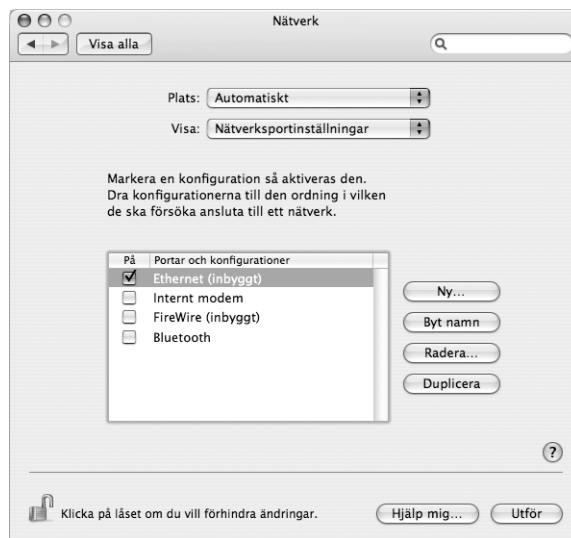 Nätverk
Visa alla
Plats: Automatiskt
Visa: Nätverksportinställningar
Markera en konfiguration så aktiveras den.
Dra konfigurationerna till den ordning i vilken
de ska försöka ansluta till ett nätverk.
På Portar och konfigurationer
Ethernet (inbyggt)
Internt modem
FireWire (inbyggt)
Bluetooth
Ny...
Byt namn
Radera...
Duplicera
?
Klicka på låset om du vill förhindra ändringar.
Hjälp mig...
Utför